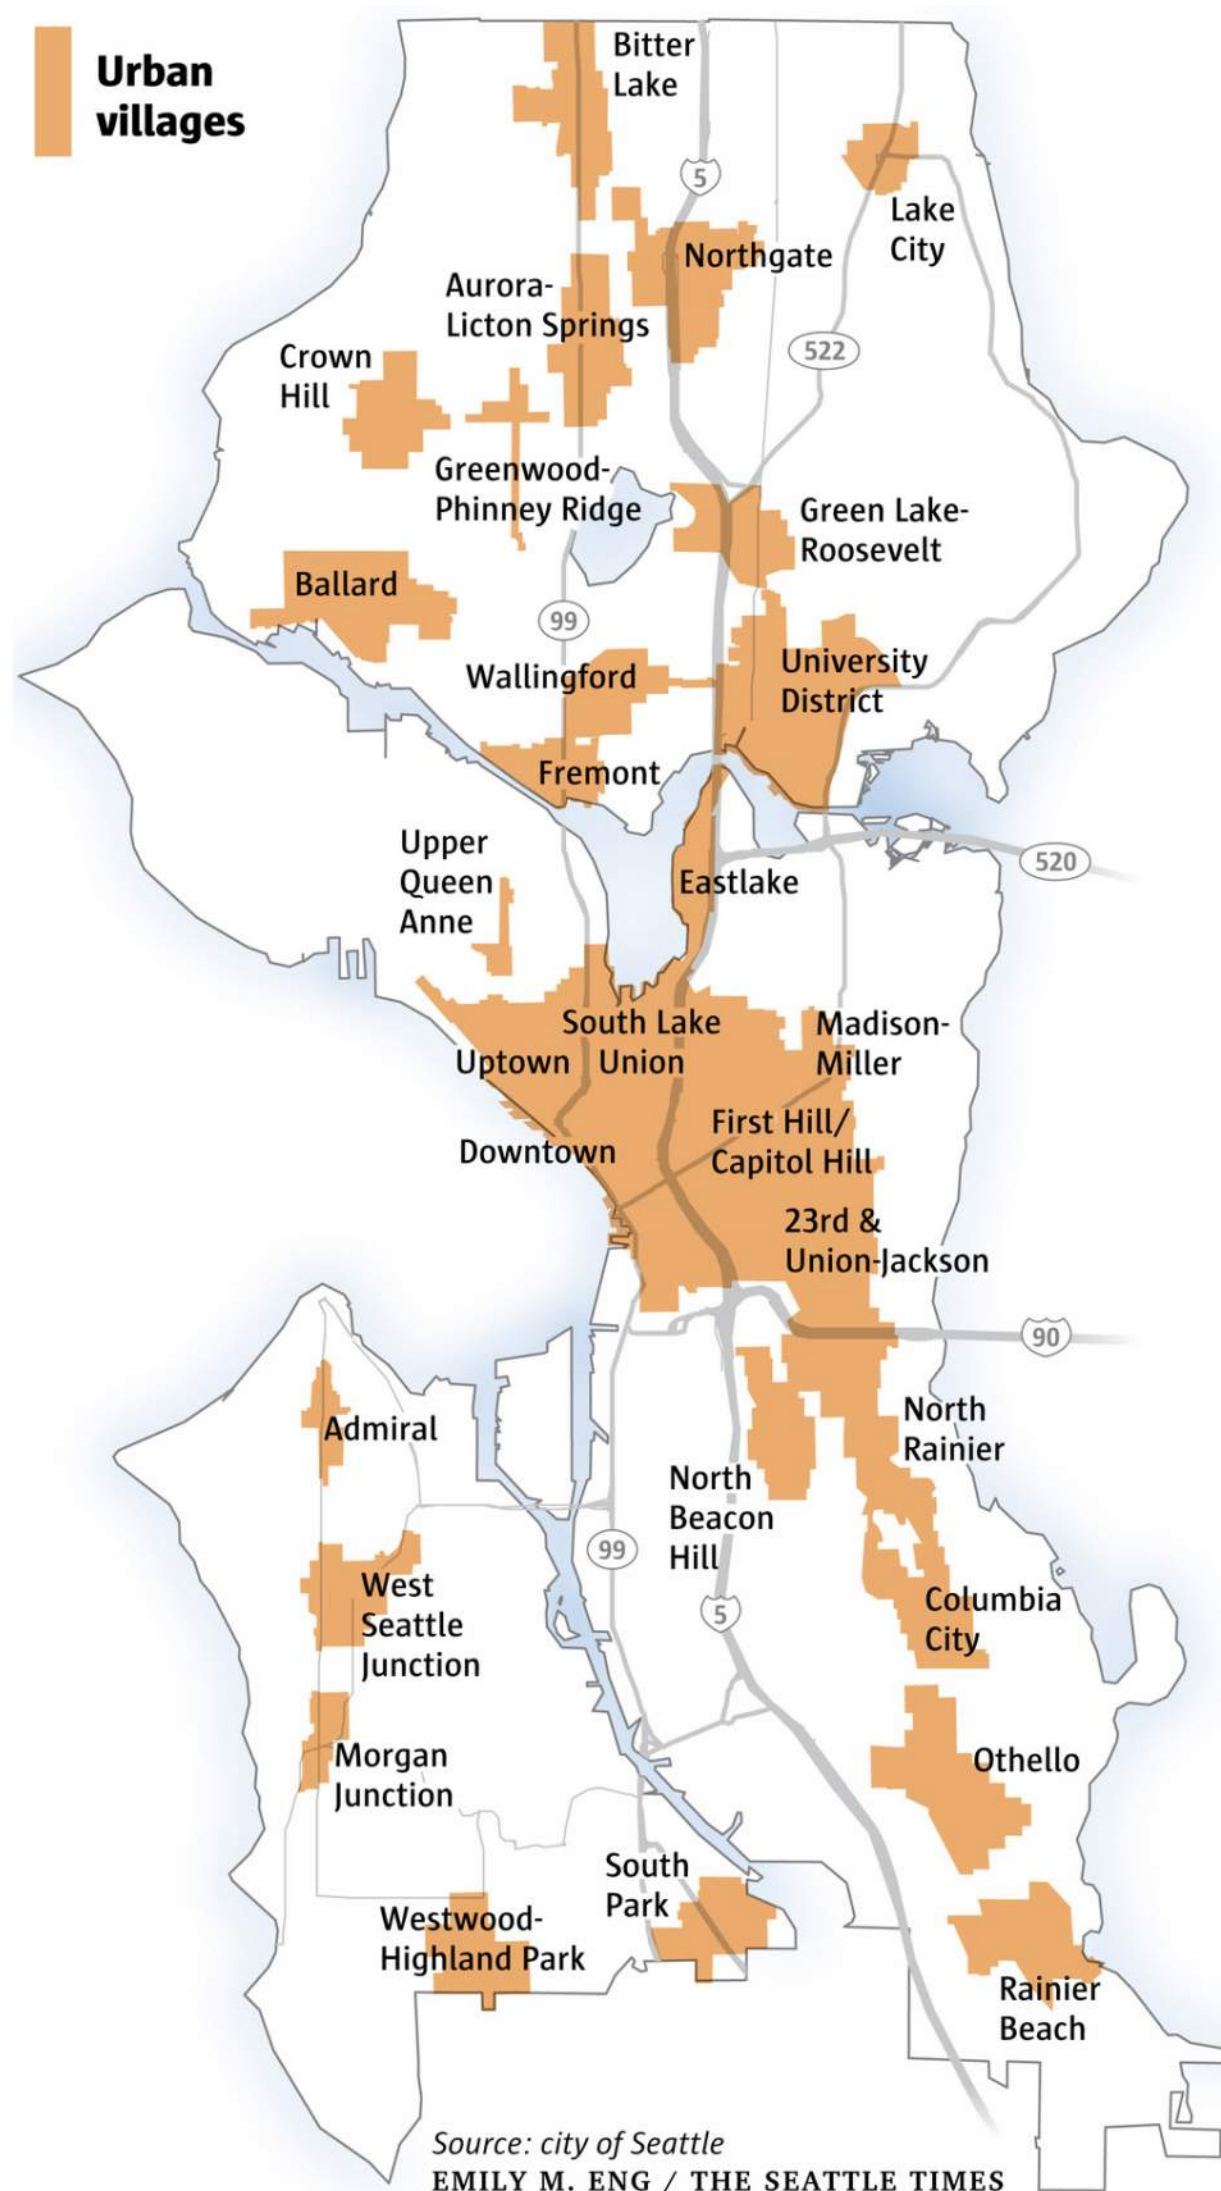 Urban
villages
Bitter
Lake
5
Lake
City
Northgate
Aurora-
Licton Springs
522
Crown
Hill
Greenwood-
Phinney Ridge
Green Lake-
Roosevelt
Ballard
99
Wallingford
University
District
Fremont
Upper
Queen
Anne
520
Eastlake
South Lake
Union
Madison-
Miller
Uptown
First Hill/
Capitol Hill
Downtown
23rd &
Union-Jackson
90
Admiral
North
Rainier
North
Beacon
Hill
99
5
West
Seattle
Junction
Columbia
City
Morgan
Junction
Othello
South
Park
Westwood-
Highland Park
Rainier
Beach
Source: city of Seattle
EMILY M. ENG / THE SEATTLE TIMES